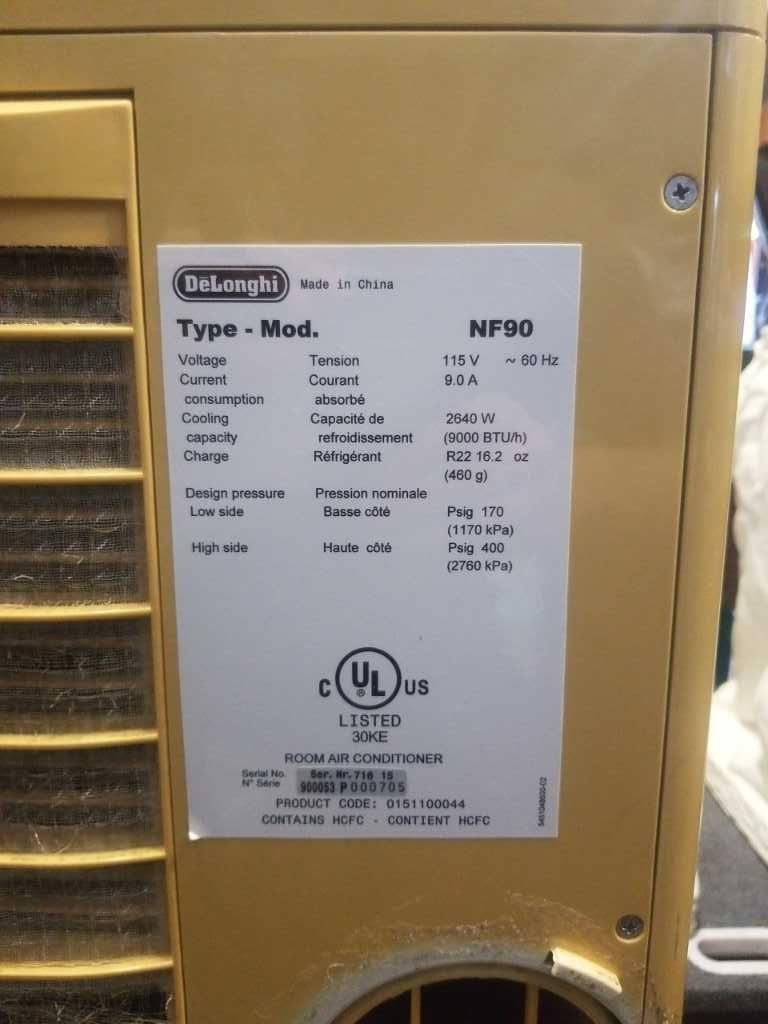 DeLonghi Made in China
Type - Mod. NF90
Voltage Tension 115 V ~ 60 Hz
Current Courant 9.0 A
consumption absorbé
Cooling Capacité de 2640 W
capacity refroidissement (9000 BTU/h)
Charge Réfrigérant R22 16.2 oz
(460 g)
Design pressure Pression nominale
Low side Basse côté Psig 170
(1170 kPa)
High side Haute côté Psig 400
(2760 kPa)
C UL ® US
LISTED
30KE
ROOM AIR CONDITIONER
Serial No. Ser. Nr. 716 15
N° Série 900053 P000705
PRODUCT CODE: 0151100044
CONTAINS HCFC - CONTIENT HCFC